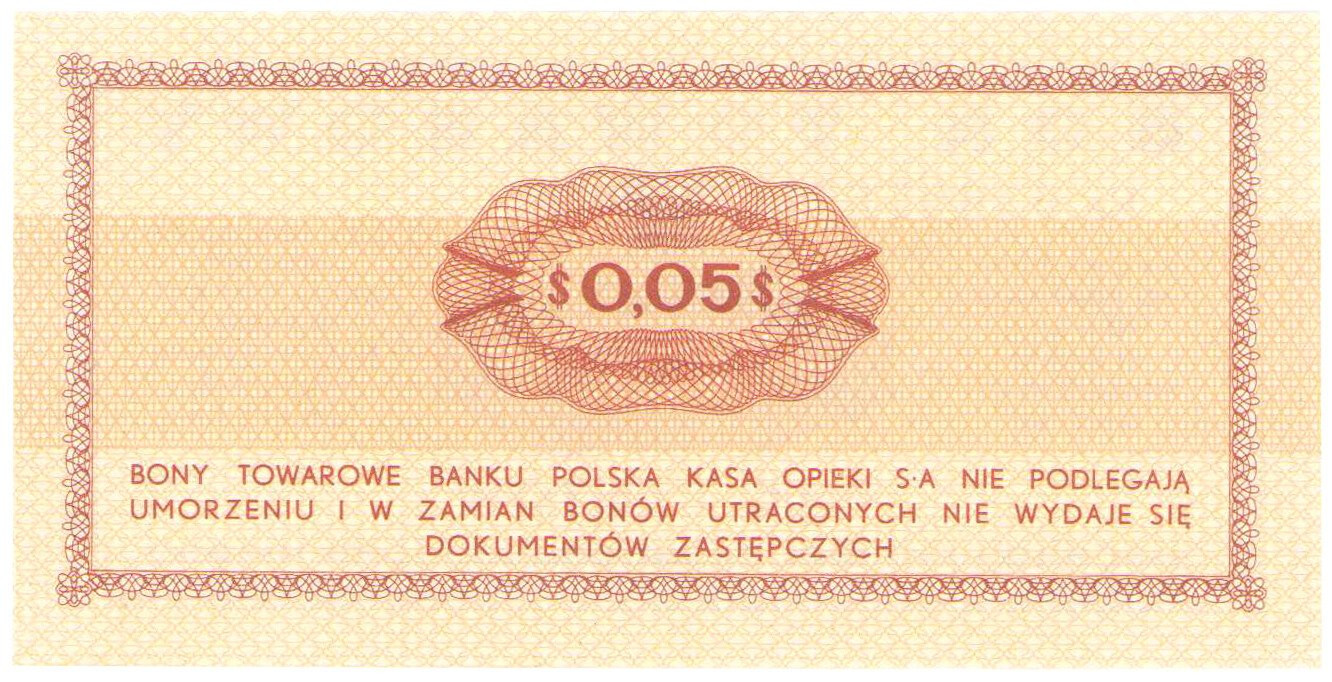 $0,05$
BONY TOWAROWE BANKU POLSKA KASA OPIEKI S·A NIE PODLEGAJĄ
UMORZENIU I W ZAMIAN BONÓW UTRACONYCH NIE WYDAJE SIĘ
DOKUMENTÓW ZASTĘPCZYCH